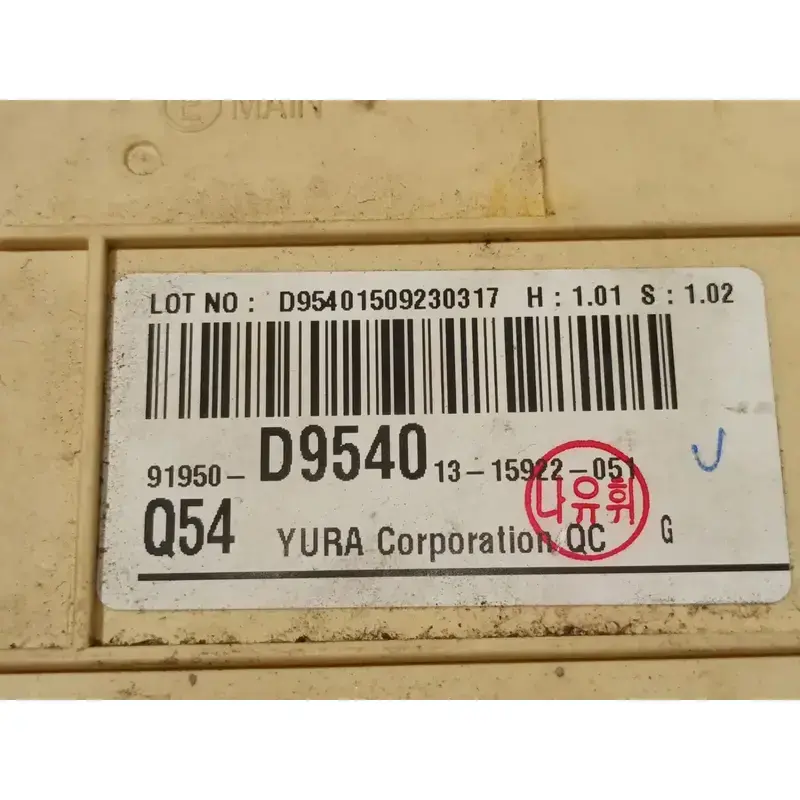 MAIN
LOT NO : D95401509230317 H : 1.01 S : 1.02
91950- D9540 13-15922-051
Q54 YURA Corporation QC G
나유휘